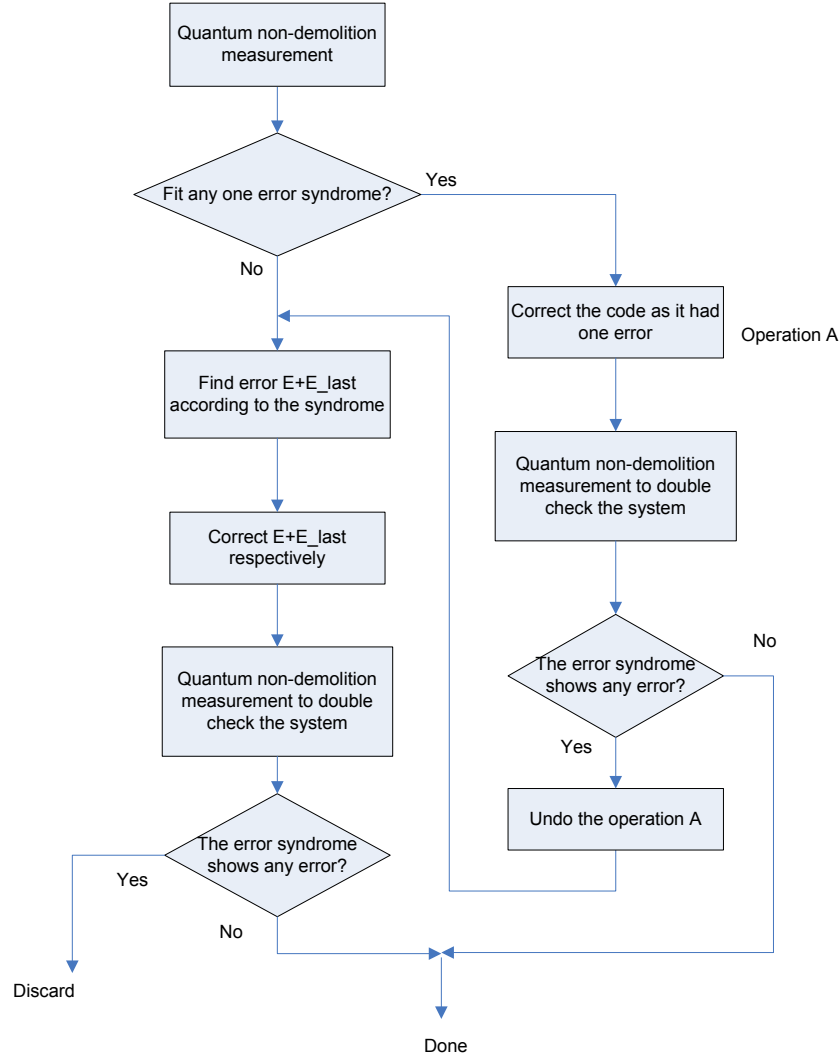 Quantum non-demolition
measurement
Fit any one error syndrome?
Yes
No
Correct the code as it had
one error
Operation A
Find error E+E_last
according to the syndrome
Quantum non-demolition
measurement to double
check the system
Correct E+E_last
respectively
The error syndrome
shows any error?
No
Yes
Quantum non-demolition
measurement to double
check the system
Undo the operation A
The error syndrome
shows any error?
Yes
No
Discard
Done